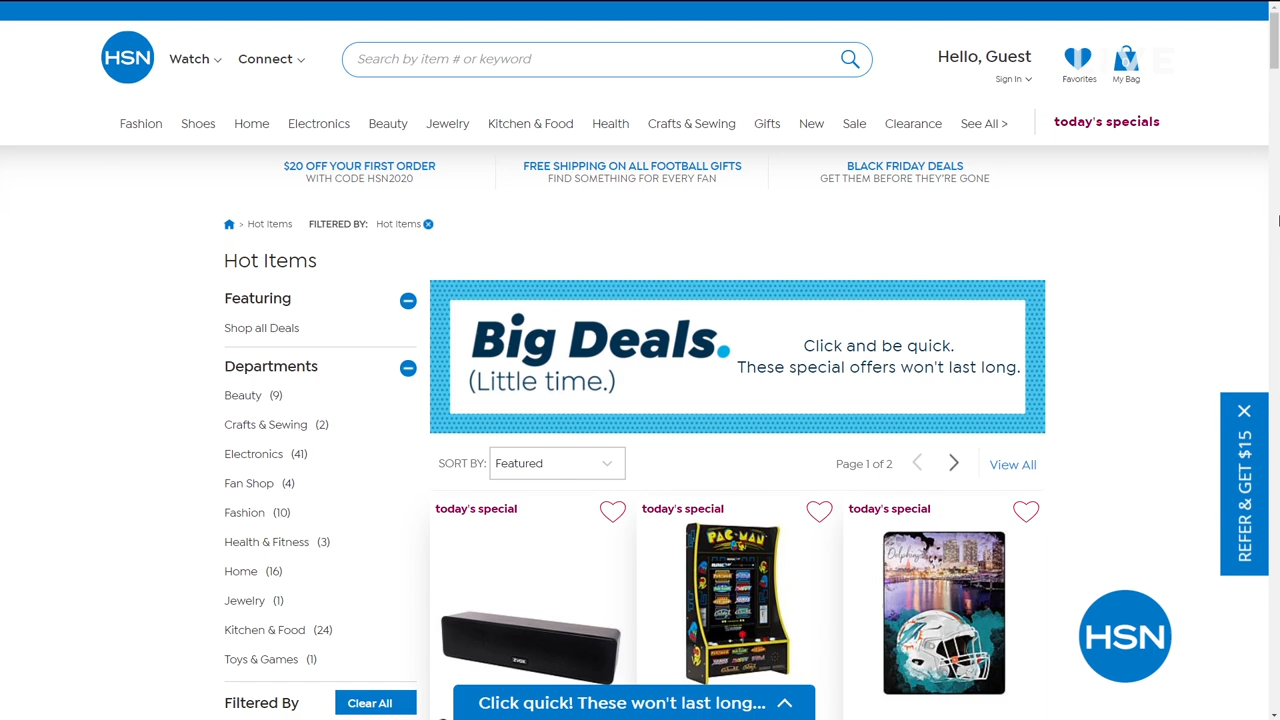 HSN
Watch
Connect
Search by item # or keyword
Hello, Guest
Sign In
Favorites
My Bag
Fashion Shoes Home Electronics Beauty Jewelry Kitchen & Food Health Crafts & Sewing Gifts New Sale Clearance See All > today's specials
$20 OFF YOUR FIRST ORDER
WITH CODE HSN2020
FREE SHIPPING ON ALL FOOTBALL GIFTS
FIND SOMETHING FOR EVERY FAN
BLACK FRIDAY DEALS
GET THEM BEFORE THEY'RE GONE
> Hot Items FILTERED BY: Hot Items
Hot Items
Featuring
Shop all Deals
Departments
Beauty (9)
Crafts & Sewing (2)
Electronics (41)
Fan Shop (4)
Fashion (10)
Health & Fitness (3)
Home (16)
Jewelry (1)
Kitchen & Food (24)
Toys & Games (1)
Filtered By Clear All
Big Deals.
(Little time.)
Click and be quick.
These special offers won't last long.
SORT BY: Featured
Page 1 of 2
View All
today's special
today's special
today's special
ZVOX
PAC-MAN
Dolphins
Click quick! These won't last long...
REFER & GET $15
HSN